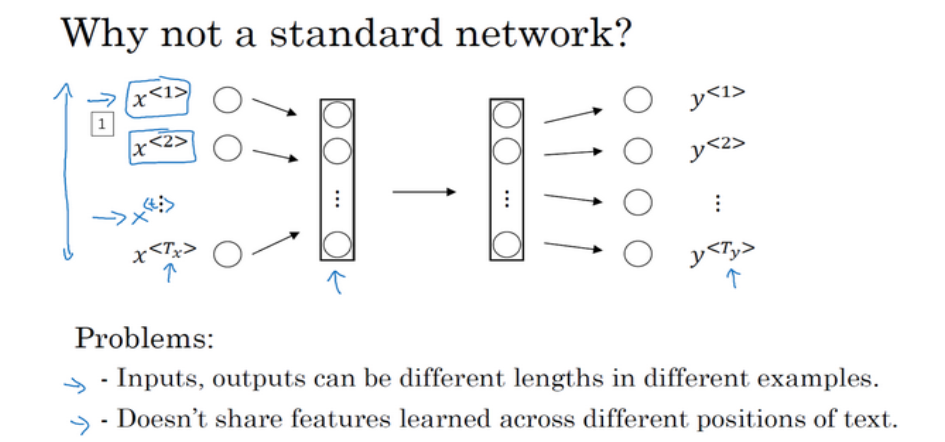 Why not a standard network?
x<1> y<1>
1
x<2> y<2>
⋮ ⋮ x<t> ⋮ ⋮
x<Tx> y<Ty>
Problems:
- Inputs, outputs can be different lengths in different examples.
- Doesn't share features learned across different positions of text.